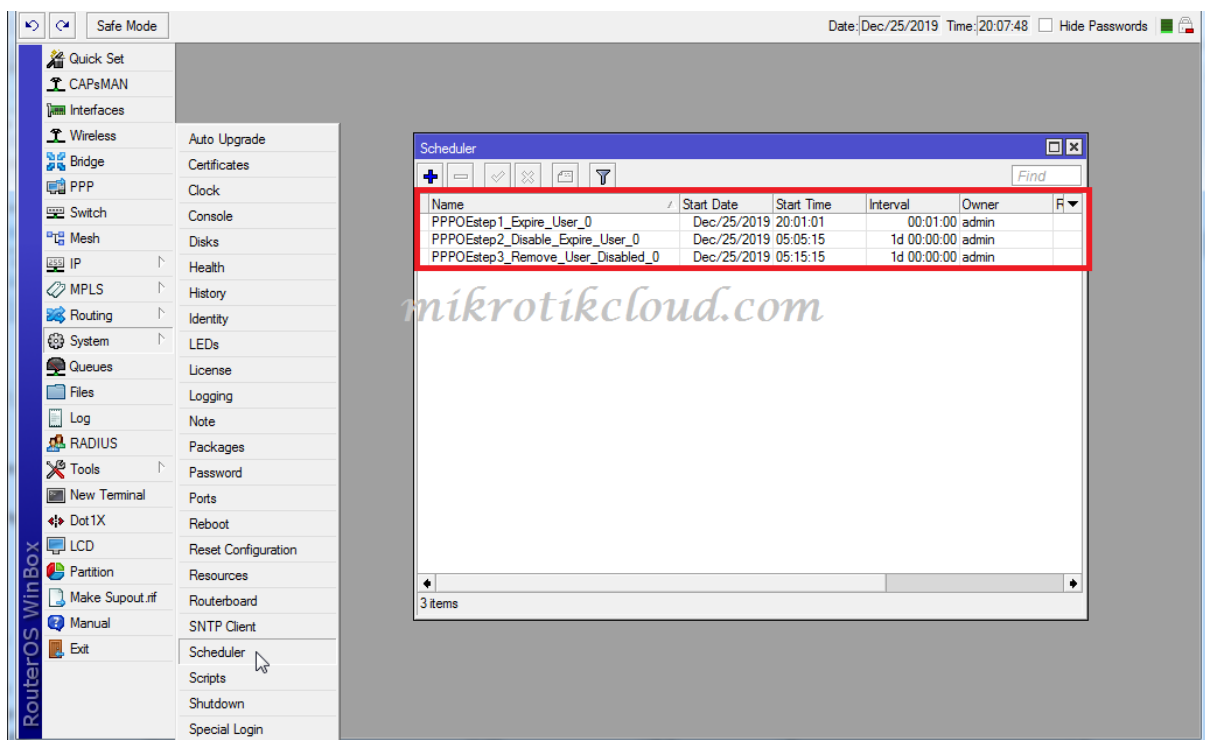 Safe Mode
Date: Dec/25/2019 Time: 20:07:48 Hide Passwords
RouterOS WinBox
Quick Set
CAPsMAN
Interfaces
Wireless
Bridge
PPP
Switch
Mesh
IP
MPLS
Routing
System
Queues
Files
Log
RADIUS
Tools
New Terminal
Dot1X
LCD
Partition
Make Supout.rif
Manual
Exit
Auto Upgrade
Certificates
Clock
Console
Disks
Health
History
Identity
LEDs
License
Logging
Note
Packages
Password
Ports
Reboot
Reset Configuration
Resources
Routerboard
SNTP Client
Scheduler
Scripts
Shutdown
Special Login
Scheduler
Find
Name Start Date Start Time Interval Owner
PPPOEstep1_Expire_User_0 Dec/25/2019 20:01:01 00:01:00 admin
PPPOEstep2_Disable_Expire_User_0 Dec/25/2019 05:05:15 1d 00:00:00 admin
PPPOEstep3_Remove_User_Disabled_0 Dec/25/2019 05:15:15 1d 00:00:00 admin
mikrotikcloud.com
3 items